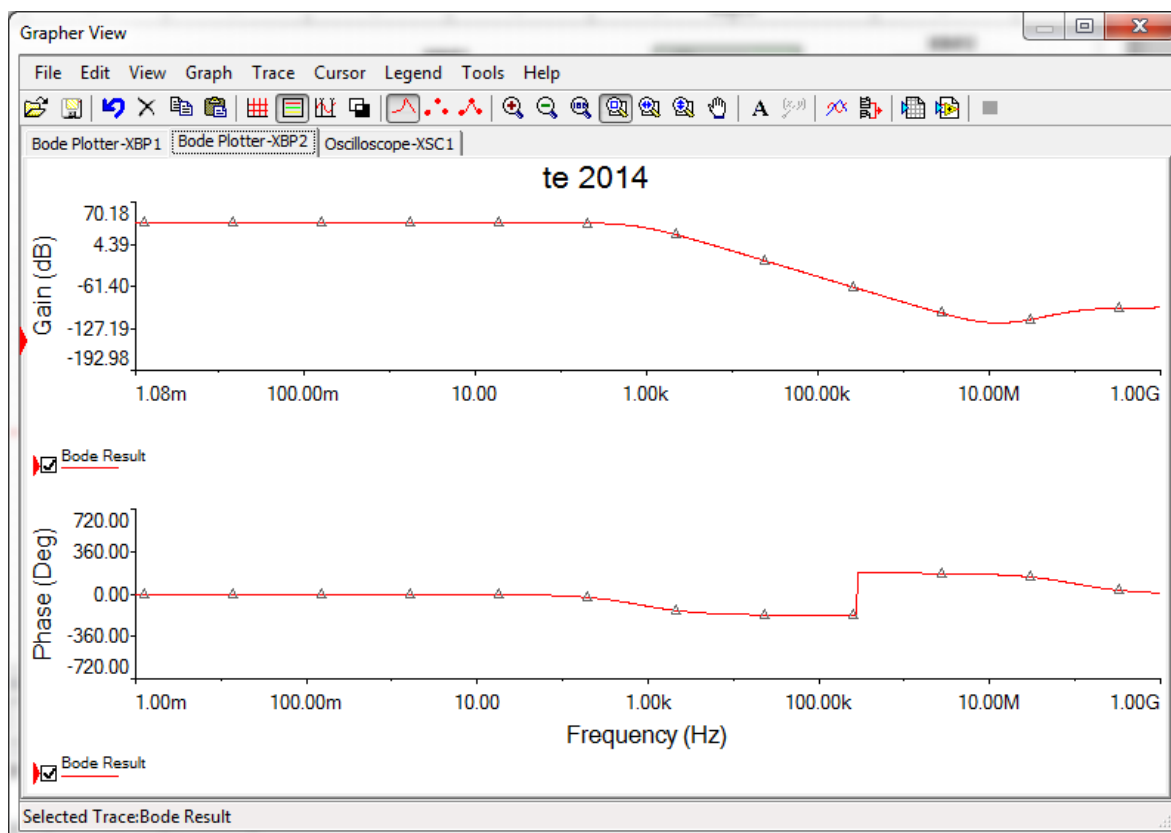 Grapher View
File Edit View Graph Trace Cursor Legend Tools Help
Bode Plotter-XBP1 Bode Plotter-XBP2 Oscilloscope-XSC1
te 2014
Gain (dB)
70.18
4.39
-61.40
-127.19
-192.98
1.08m 100.00m 10.00 1.00k 100.00k 10.00M 1.00G
Bode Result
Phase (Deg)
720.00
360.00
0.00
-360.00
-720.00
1.00m 100.00m 10.00 1.00k 100.00k 10.00M 1.00G
Frequency (Hz)
Bode Result
Selected Trace:Bode Result